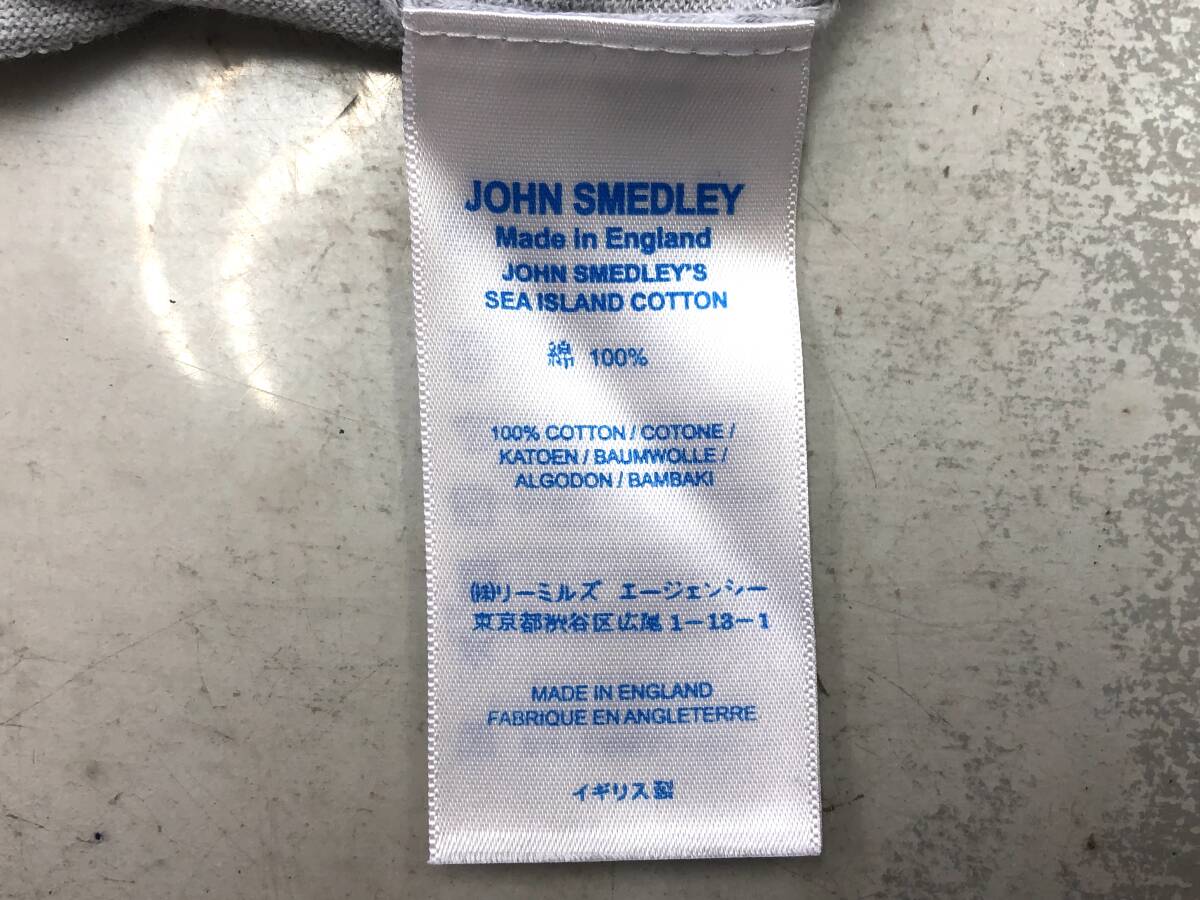 JOHN SMEDLEY
Made in England
JOHN SMEDLEY'S
SEA ISLAND COTTON
綿 100%
100% COTTON / COTONE /
KATOEN / BAUMWOLLE /
ALGODON / BAMBAKI
㈱リーミルズ エージェンシー
東京都渋谷区広尾1-13-1
MADE IN ENGLAND
FABRIQUE EN ANGLETERRE
イギリス製